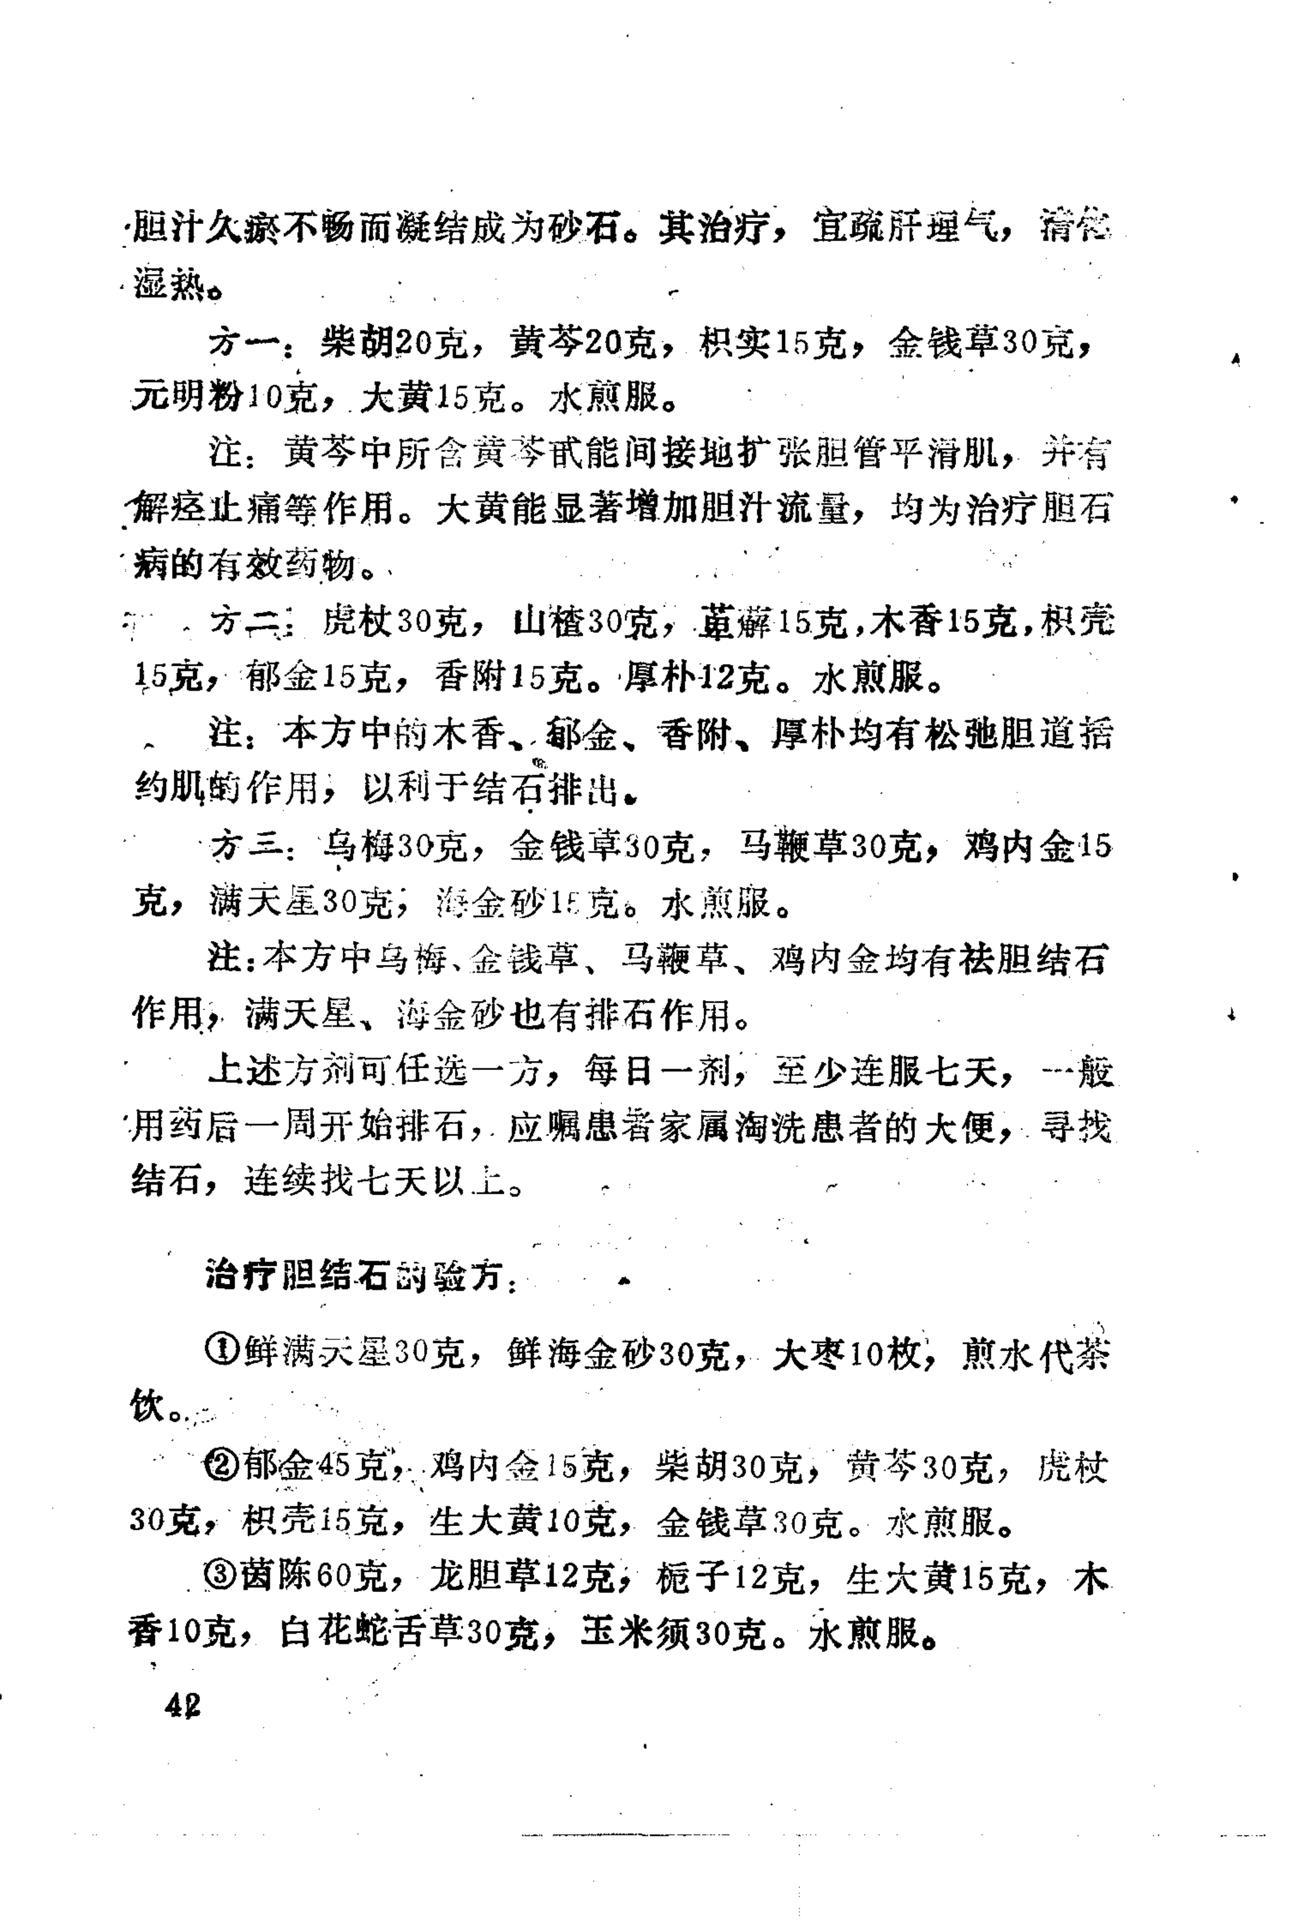 胆汁久瘀不畅而凝结成为砂石。其治疗，宜疏肝理气，清化
湿热。
方一：柴胡20克，黄芩20克，枳实15克，金钱草30克，
元明粉10克，大黄15克。水煎服。
注：黄芩中所含黄芩甙能间接地扩张胆管平滑肌，并有
解痉止痛等作用。大黄能显著增加胆汁流量，均为治疗胆石
病的有效药物。
方二：虎杖30克，山楂30克，萆薢15克，木香15克，枳壳
15克，郁金15克，香附15克。厚朴12克。水煎服。
注：本方中的木香、郁金、香附、厚朴均有松弛胆道括
约肌的作用，以利于结石排出。
方三：乌梅30克，金钱草30克，马鞭草30克，鸡内金15
克，满天星30克；海金砂15克。水煎服。
注：本方中乌梅、金钱草、马鞭草、鸡内金均有祛胆结石
作用，满天星、海金砂也有排石作用。
上述方剂可任选一方，每日一剂，至少连服七天，一般
用药后一周开始排石，应嘱患者家属淘洗患者的大便，寻找
结石，连续找七天以上。
治疗胆结石的验方：
①鲜满天星30克，鲜海金砂30克，大枣10枚，煎水代茶
饮。
②郁金45克，鸡内金15克，柴胡30克，黄芩30克，虎杖
30克，枳壳15克，生大黄10克，金钱草30克。水煎服。
③茵陈60克，龙胆草12克，栀子12克，生大黄15克，木
香10克，白花蛇舌草30克，玉米须30克。水煎服。
42